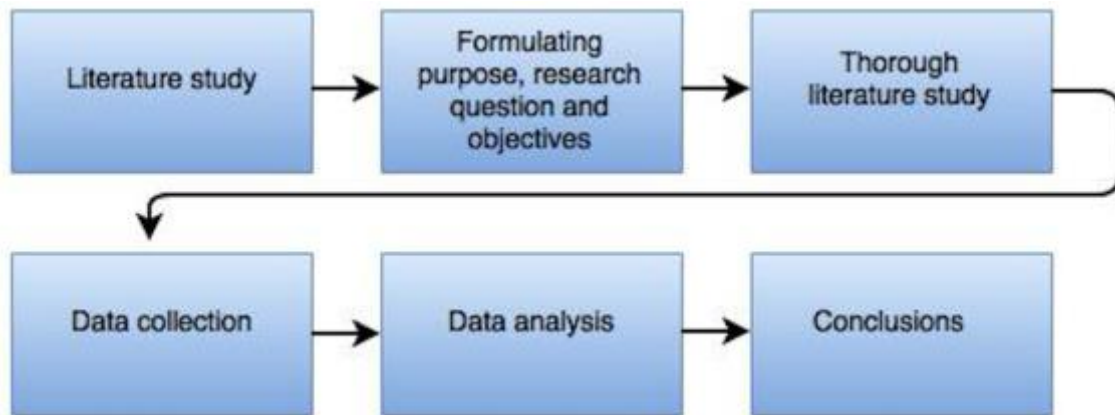 Literature study
Formulating
purpose, research
question and
objectives
Thorough
literature study
Data collection
Data analysis
Conclusions